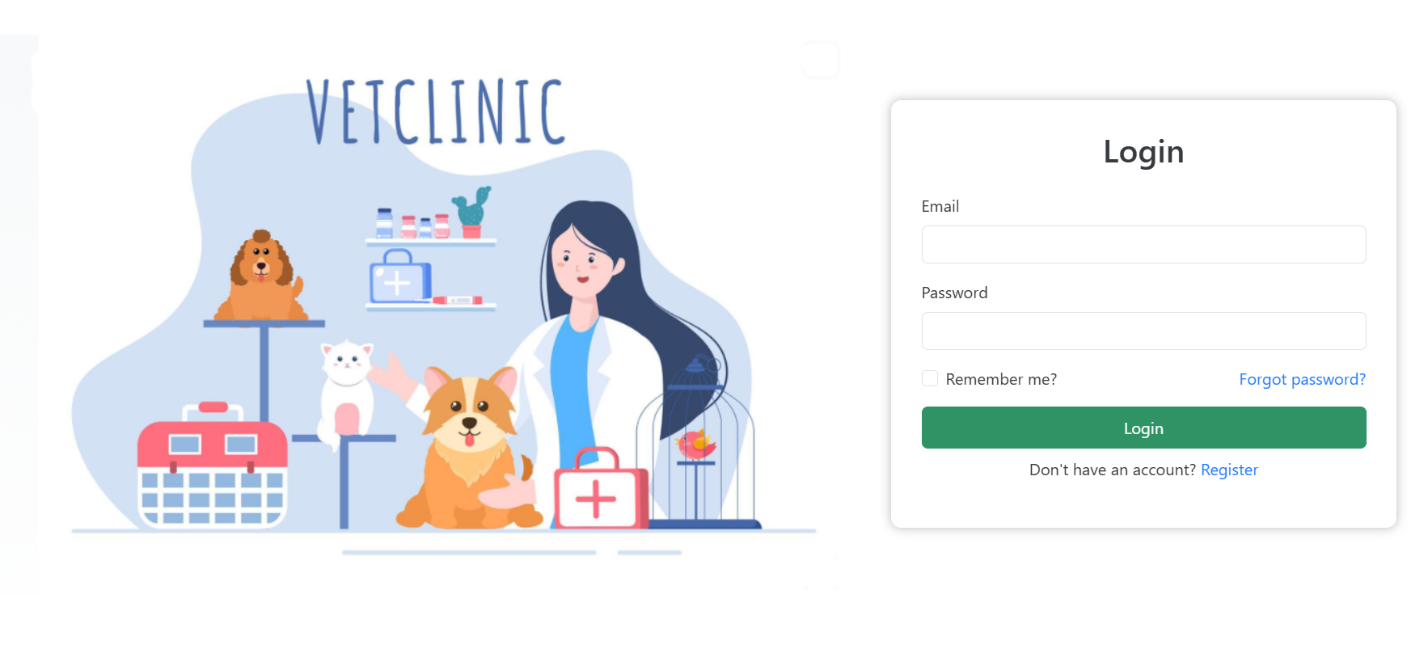 VETCLINIC
Login
Email
Password
Remember me? Forgot password?
Login
Don't have an account? Register